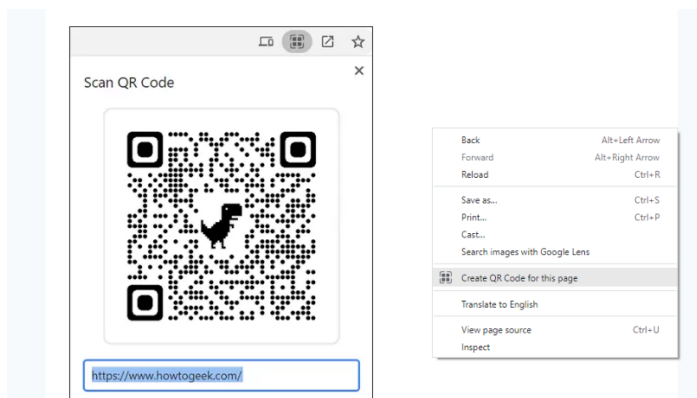 Scan QR Code
https://www.howtogeek.com/
Back Alt+Left Arrow
Forward Alt+Right Arrow
Reload Ctrl+R
Save as... Ctrl+S
Print... Ctrl+P
Cast...
Search images with Google Lens
Create QR Code for this page
Translate to English
View page source Ctrl+U
Inspect